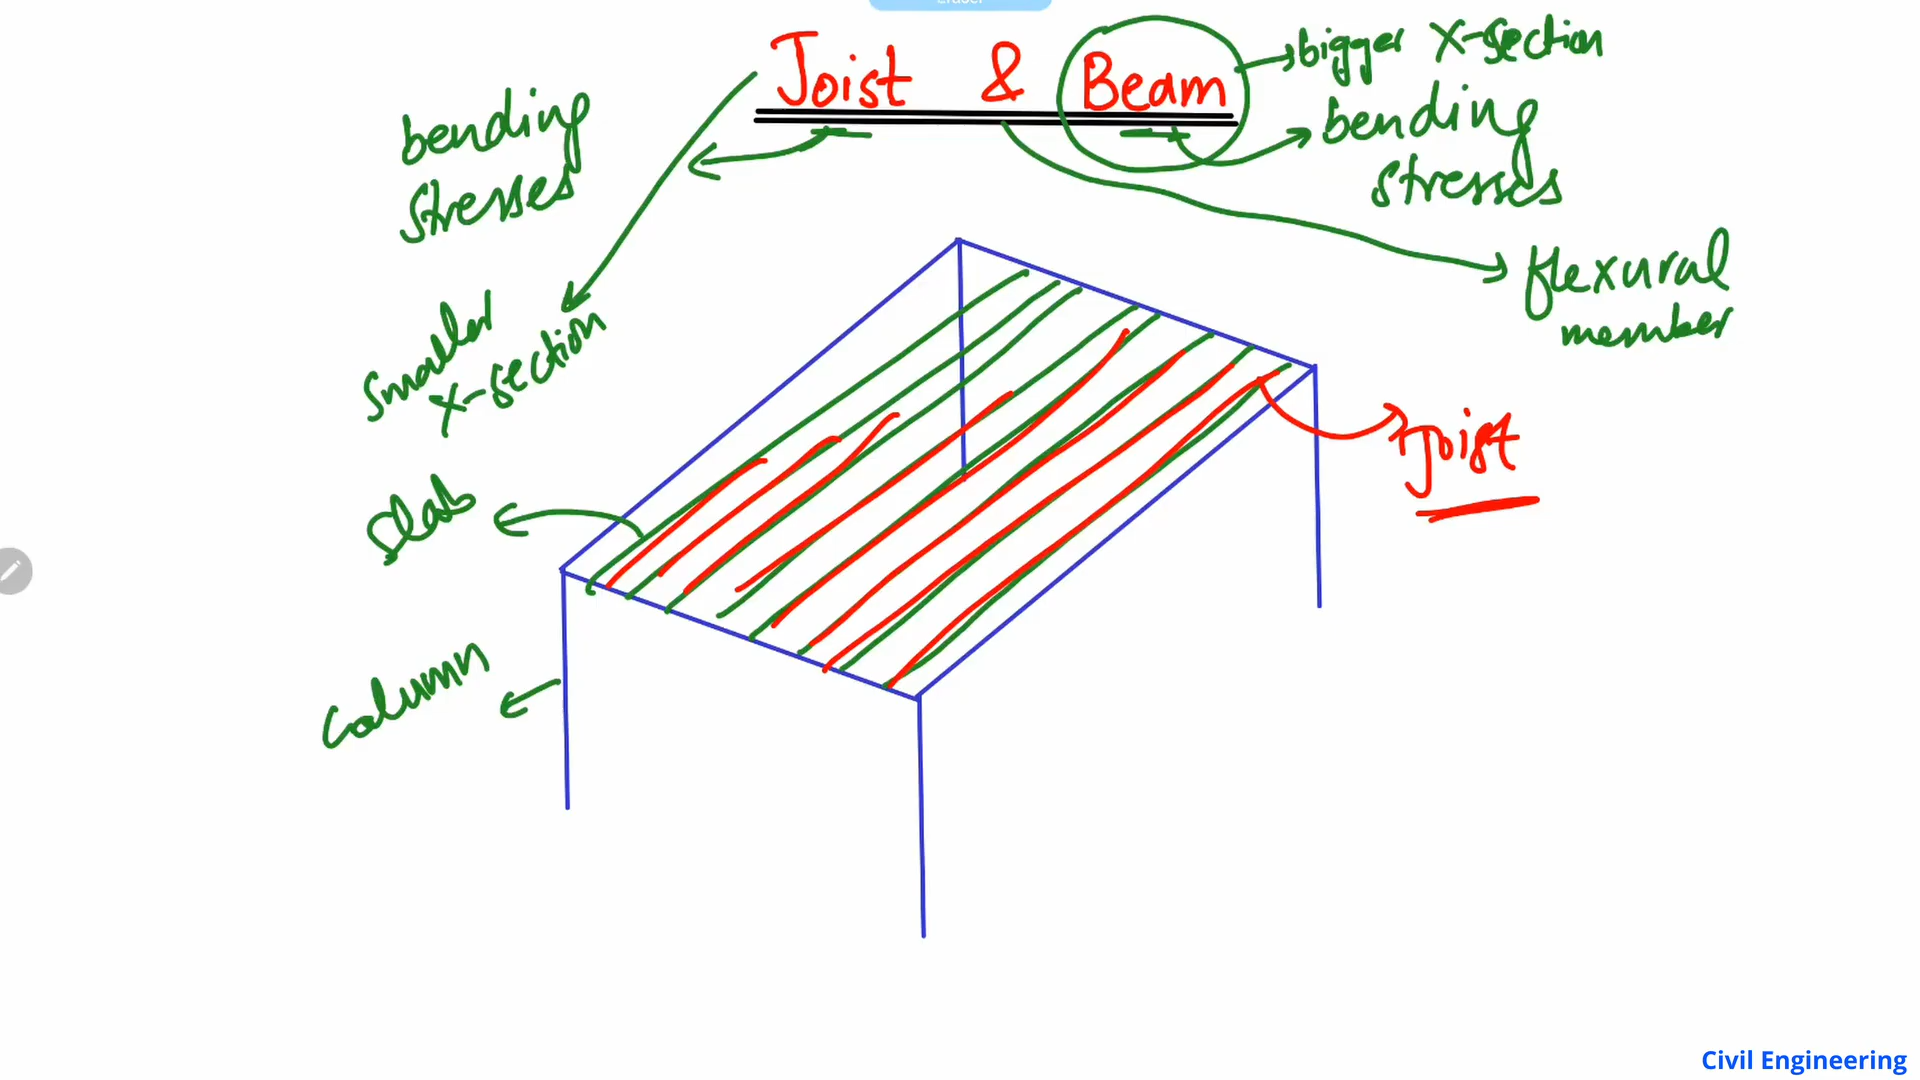 Joist & Beam
bigger X-section
bending
stresses
bending
stresses
flexural
member
smaller
X-section
Joist
Slab
Column
Civil Engineering